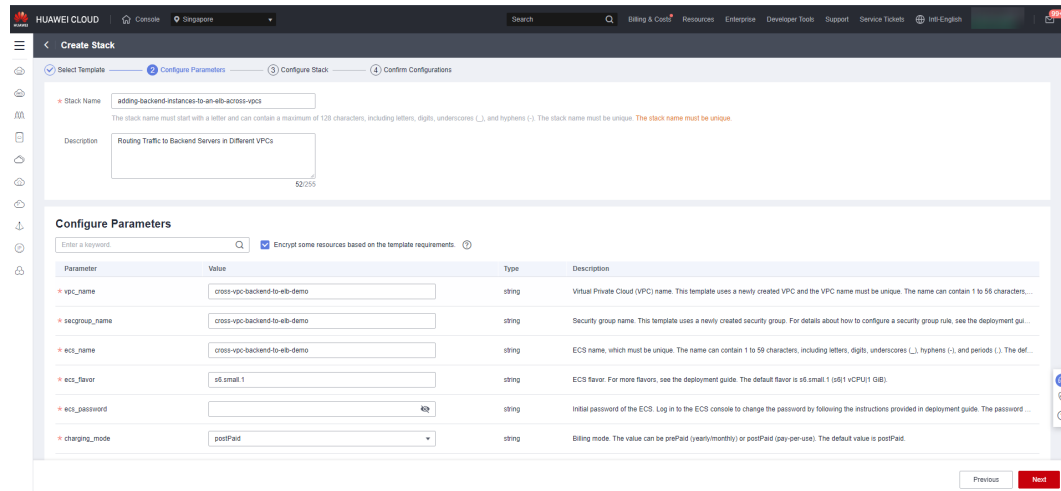 HUAWEI HUAWEI CLOUD Console Singapore Search Billing & Costs Resources Enterprise Developer Tools Support Service Tickets Intl-English 99+
Create Stack
Select Template 2 Configure Parameters 3 Configure Stack 4 Confirm Configurations
* Stack Name adding-backend-instances-to-an-elb-across-vpcs
The stack name must start with a letter and can contain a maximum of 128 characters, including letters, digits, underscores (_), and hyphens (-). The stack name must be unique. The stack name must be unique.
Description Routing Traffic to Backend Servers in Different VPCs
52/255
Configure Parameters
Enter a keyword. Encrypt some resources based on the template requirements. ?
Parameter Value Type Description
* vpc_name cross-vpc-backend-to-elb-demo string Virtual Private Cloud (VPC) name. This template uses a newly created VPC and the VPC name must be unique. The name can contain 1 to 56 characters,...
* secgroup_name cross-vpc-backend-to-elb-demo string Security group name. This template uses a newly created security group. For details about how to configure a security group rule, see the deployment gui...
* ecs_name cross-vpc-backend-to-elb-demo string ECS name, which must be unique. The name can contain 1 to 59 characters, including letters, digits, underscores (_), hyphens (-), and periods (.). The def...
* ecs_flavor s6.small.1 string ECS flavor. For more flavors, see the deployment guide. The default flavor is s6.small.1 (s6|1 vCPU|1 GiB).
* ecs_password string Initial password of the ECS. Log in to the ECS console to change the password by following the instructions provided in deployment guide. The password ...
* charging_mode postPaid string Billing mode. The value can be prePaid (yearly/monthly) or postPaid (pay-per-use). The default value is postPaid.
Previous Next